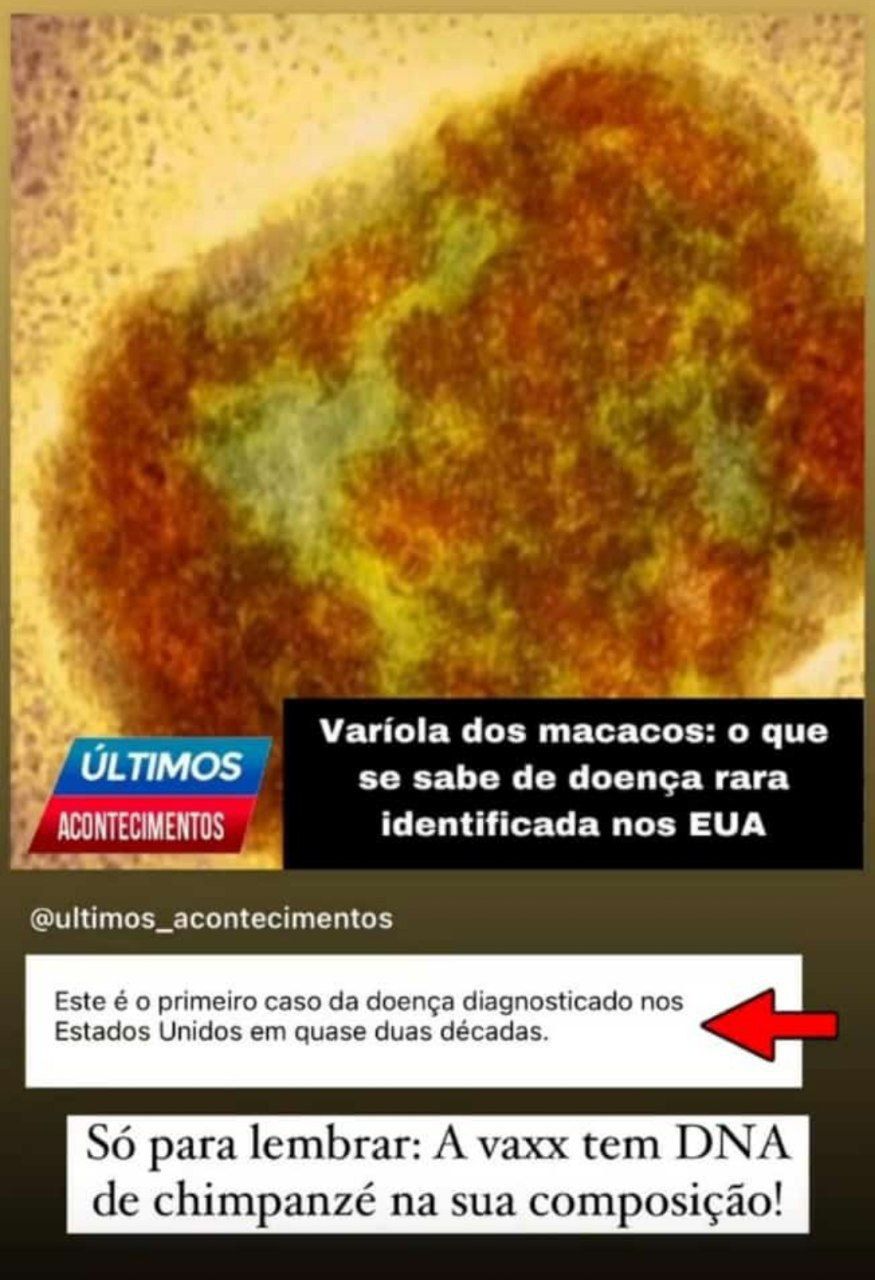 Varíola dos macacos: o que
se sabe de doença rara
identificada nos EUA
ÚLTIMOS
ACONTECIMENTOS
@ultimos_acontecimentos
Este é o primeiro caso da doença diagnosticado nos
Estados Unidos em quase duas décadas.
Só para lembrar: A vaxx tem DNA
de chimpanzé na sua composição!